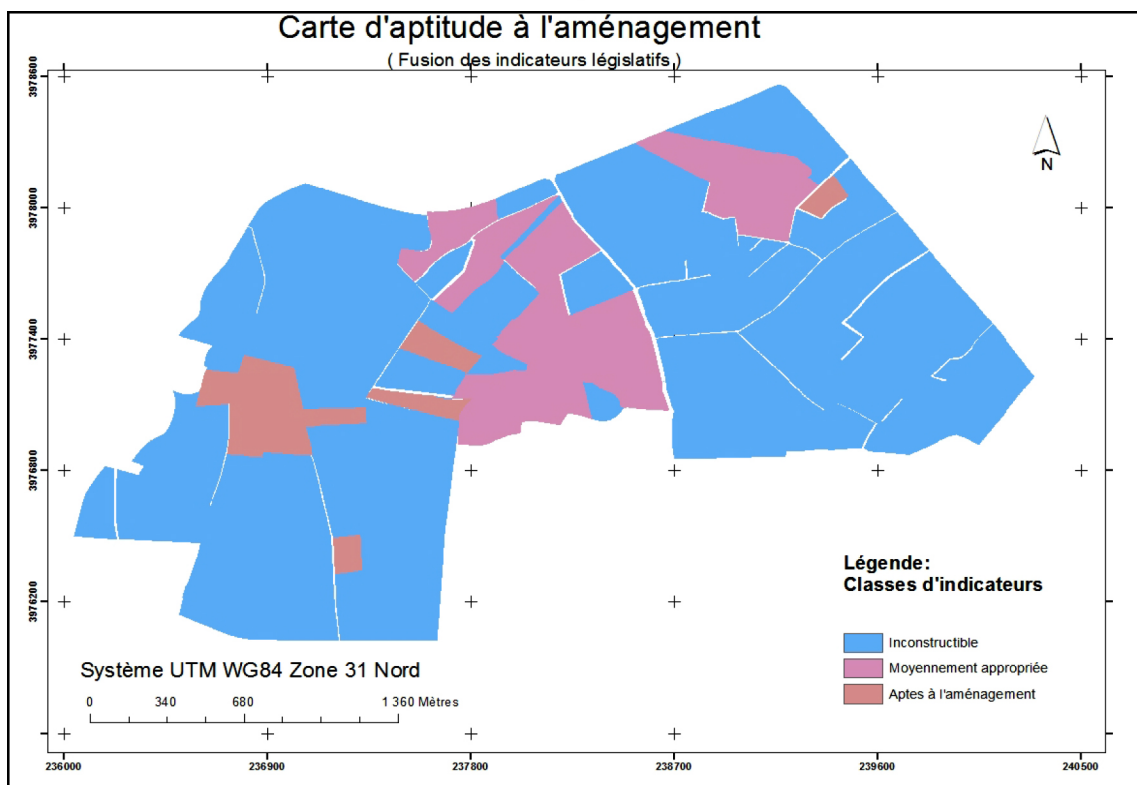 Carte d'aptitude à l'aménagement
( Fusion des indicateurs législatifs )
3978600
3978000
3977400
3976800
3976200
N
Légende:
Classes d'indicateurs
Inconstructible
Moyennement appropriée
Aptes à l'aménagement
Système UTM WG84 Zone 31 Nord
0 340 680 1 360 Mètres
236000 236900 237800 238700 239600 240500